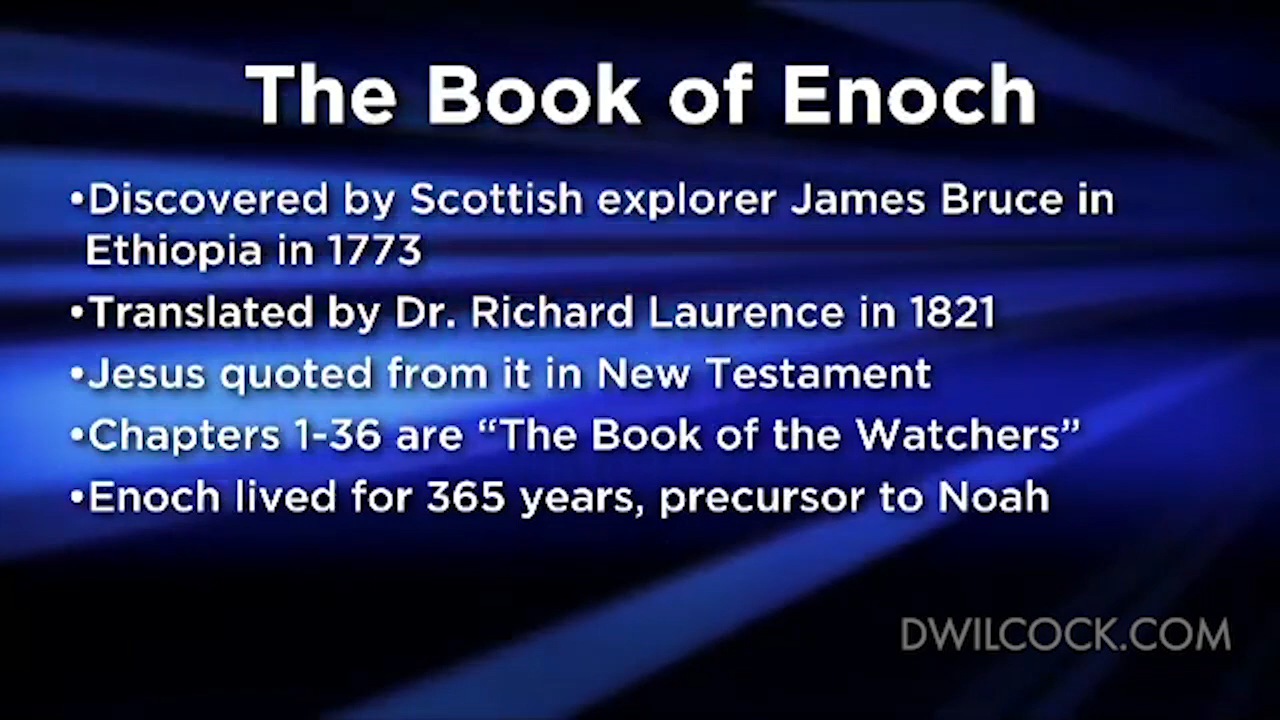 The Book of Enoch
•Discovered by Scottish explorer James Bruce in
Ethiopia in 1773
•Translated by Dr. Richard Laurence in 1821
•Jesus quoted from it in New Testament
•Chapters 1-36 are “The Book of the Watchers”
•Enoch lived for 365 years, precursor to Noah
DWILCOCK.COM